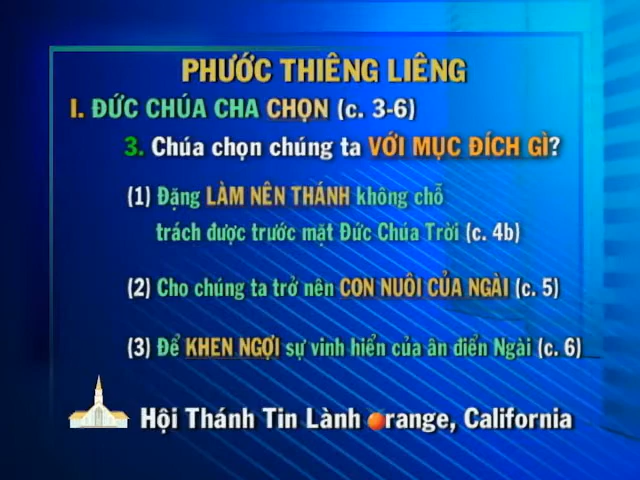 PHƯỚC THIÊNG LIÊNG
I. ĐỨC CHÚA CHA CHỌN (c. 3-6)
3. Chúa chọn chúng ta VỚI MỤC ĐÍCH GÌ?
(1) Đặng LÀM NÊN THÁNH không chỗ
trách được trước mặt Đức Chúa Trời (c. 4b)
(2) Cho chúng ta trở nên CON NUÔI CỦA NGÀI (c. 5)
(3) Để KHEN NGỢI sự vinh hiển của ân điển Ngài (c. 6)
Hội Thánh Tin Lành Orange, California